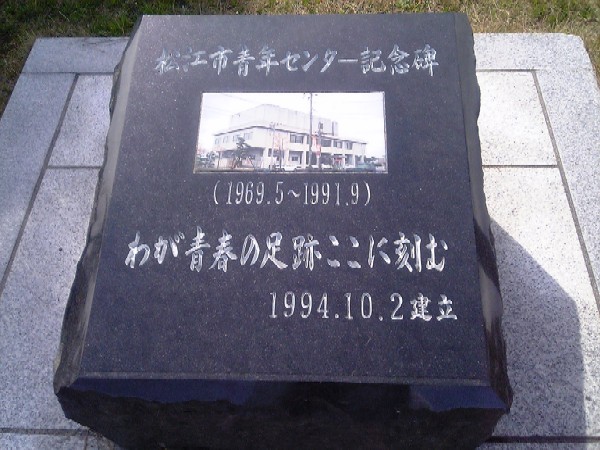 松江市青年センター記念碑
(1969.5~1991.9)
わが青春の足跡ここに刻む
1994.10.2建立